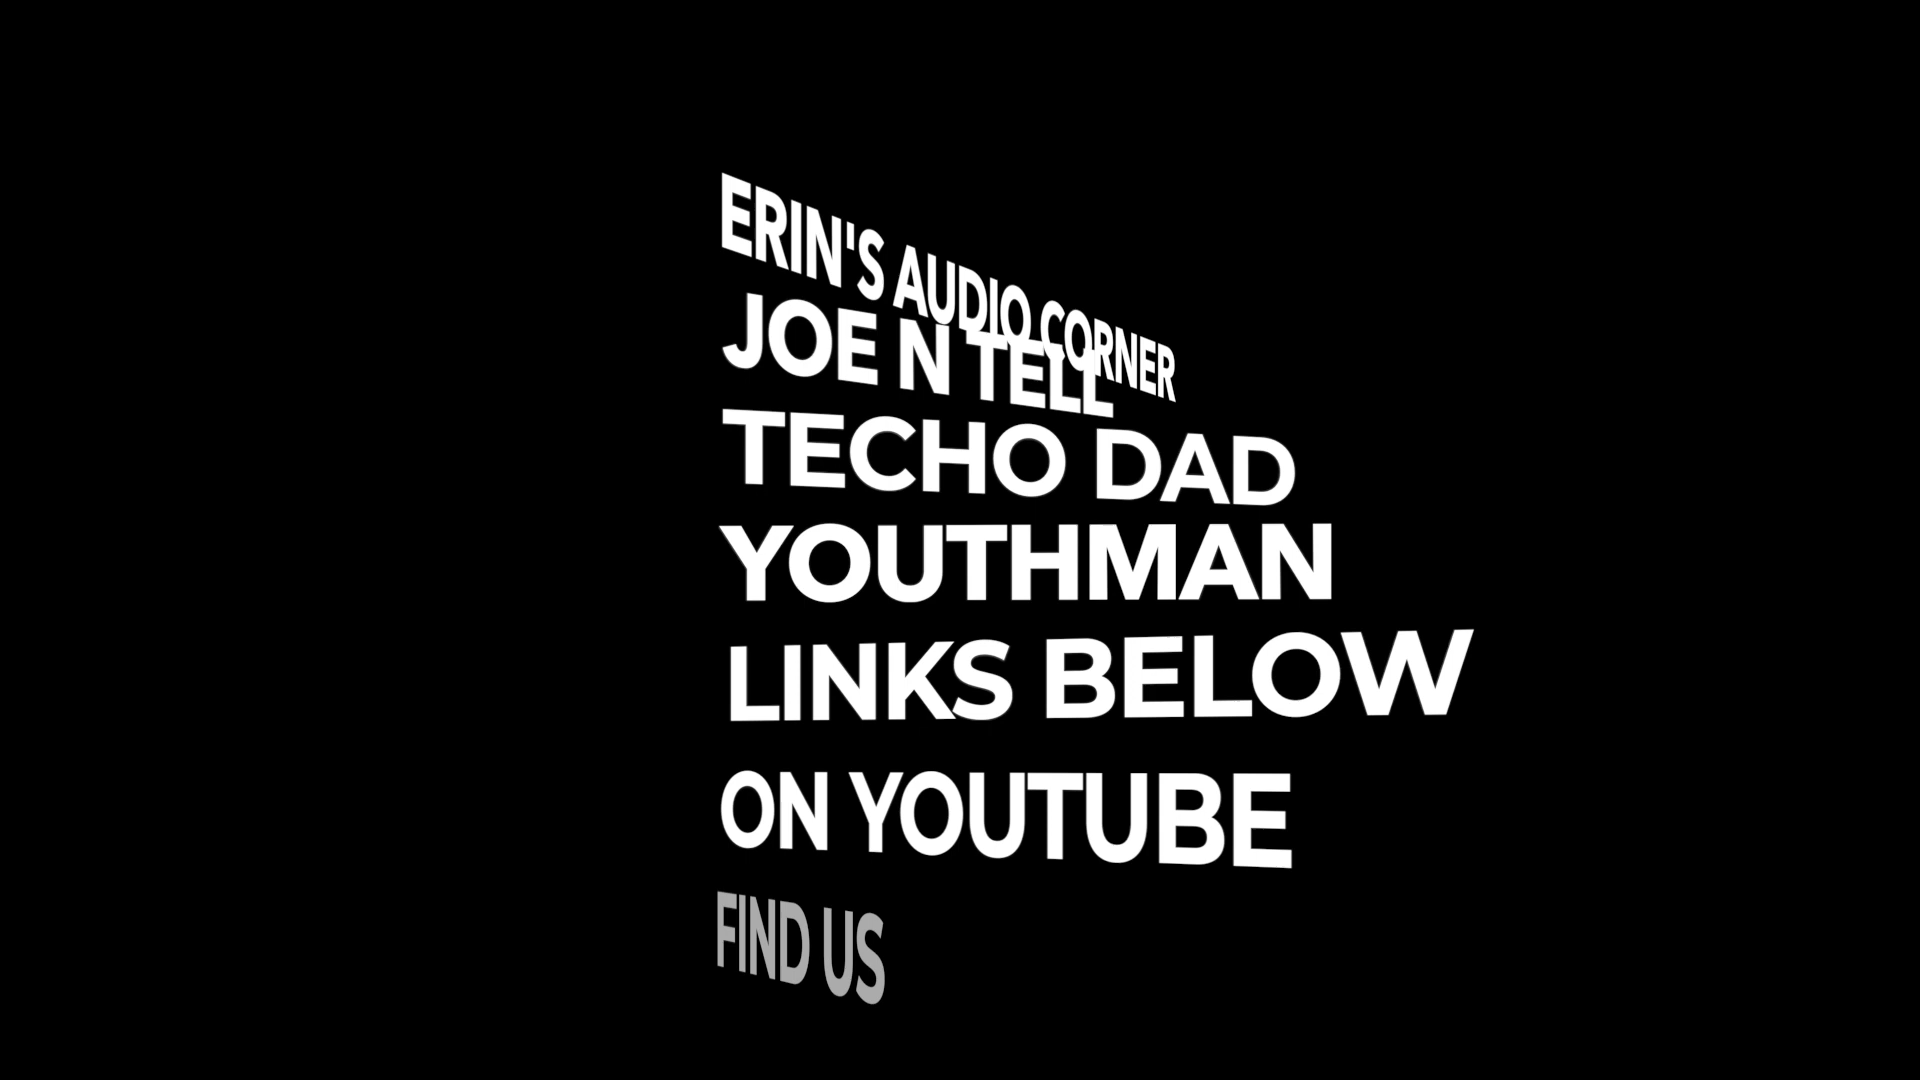 ERIN'S AUDIO CORNER
JOE N TELL
TECHO DAD
YOUTHMAN
LINKS BELOW
ON YOUTUBE
FIND US